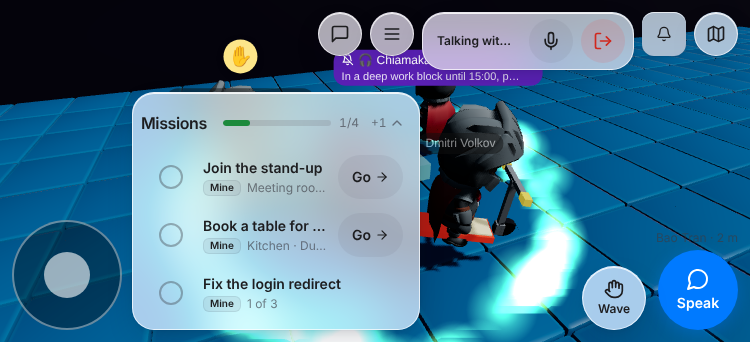 Talking wit...
Chiamaka
In a deep work block until 15:00, p...
Missions
1/4
+1
Dmitri Volkov
Join the stand-up
Mine
Meeting roo...
Go
Book a table for ...
Mine
Kitchen · Du...
Go
Fix the login redirect
Mine
1 of 3
Wave
Speak